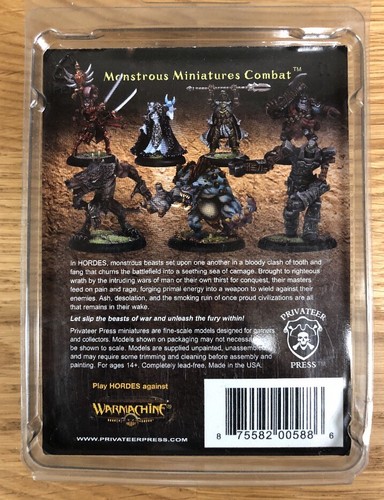 Monstrous Miniatures Combat™
In HORDES, monstrous beasts set upon one another in a bloody clash of tooth and
fang that churns the battlefield into a seething sea of carnage. Brought to righteous
wrath by the intruding wars of man or their own thirst for conquest, their masters
feed on pain and rage, forging primal energy into a weapon to wield against their
enemies. Ash, desolation, and the smoking ruin of once proud civilizations are all
that remains in their wake.
Let slip the beasts of war and unleash the fury within!
Privateer Press miniatures are fine-scale models designed for gamers
and collectors. Models shown on packaging may not necessarily
be shown to scale. Models are supplied unpainted, unassembled
and may require some trimming and cleaning before assembly and
painting. For ages 14+. Completely lead-free. Made in the U.S.A.
PRIVATEER
PRESS
Play HORDES against
WARMACHINE
WWW.PRIVATEERPRESS.COM
8 75582 00588 6